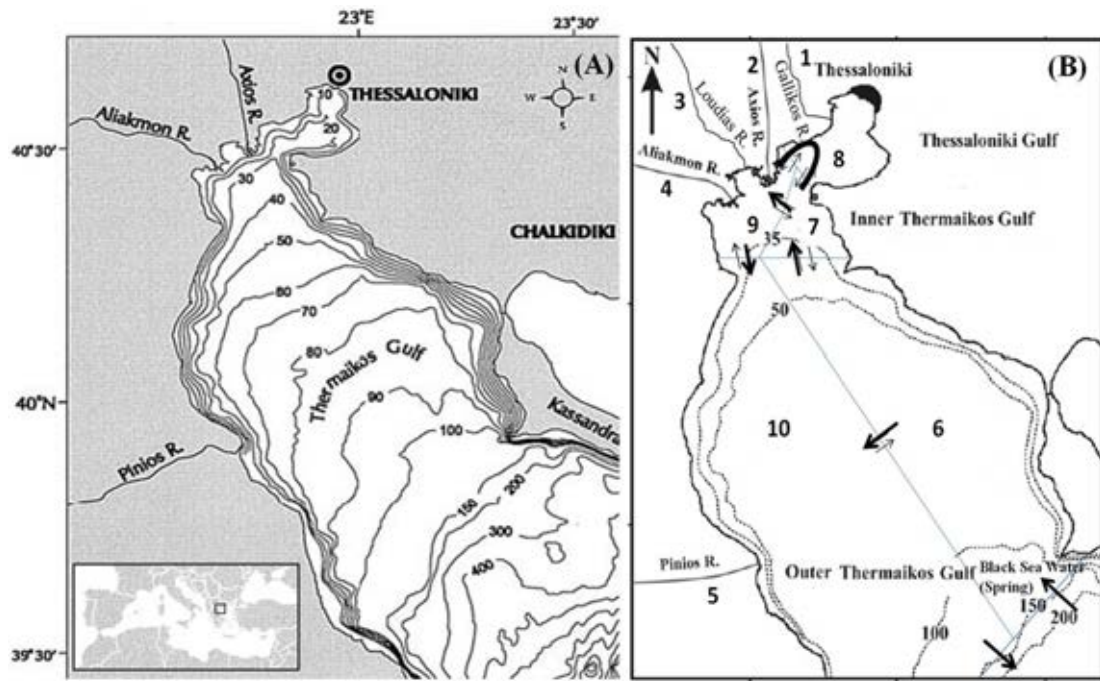 23°E
23°30'
(A)
Axios R.
THESSALONIKI
N
W E
S
10
20
Aliakmon R.
40°30'
30
40
CHALKIDIKI
50
60
70
80
Thermaikos Gulf
90
100
40°N
Kassandra
Pinios R.
150
200
300
400
39°30'
N
(B)
1
2
3
Gallikos R.
Axios R.
Loudias R.
Thessaloniki
Thessaloniki Gulf
8
Aliakmon R.
4
Inner Thermaikos Gulf
9
7
35
50
10
6
Pinios R.
5
Outer Thermaikos Gulf
Black Sea Water
(Spring)
150
200
100